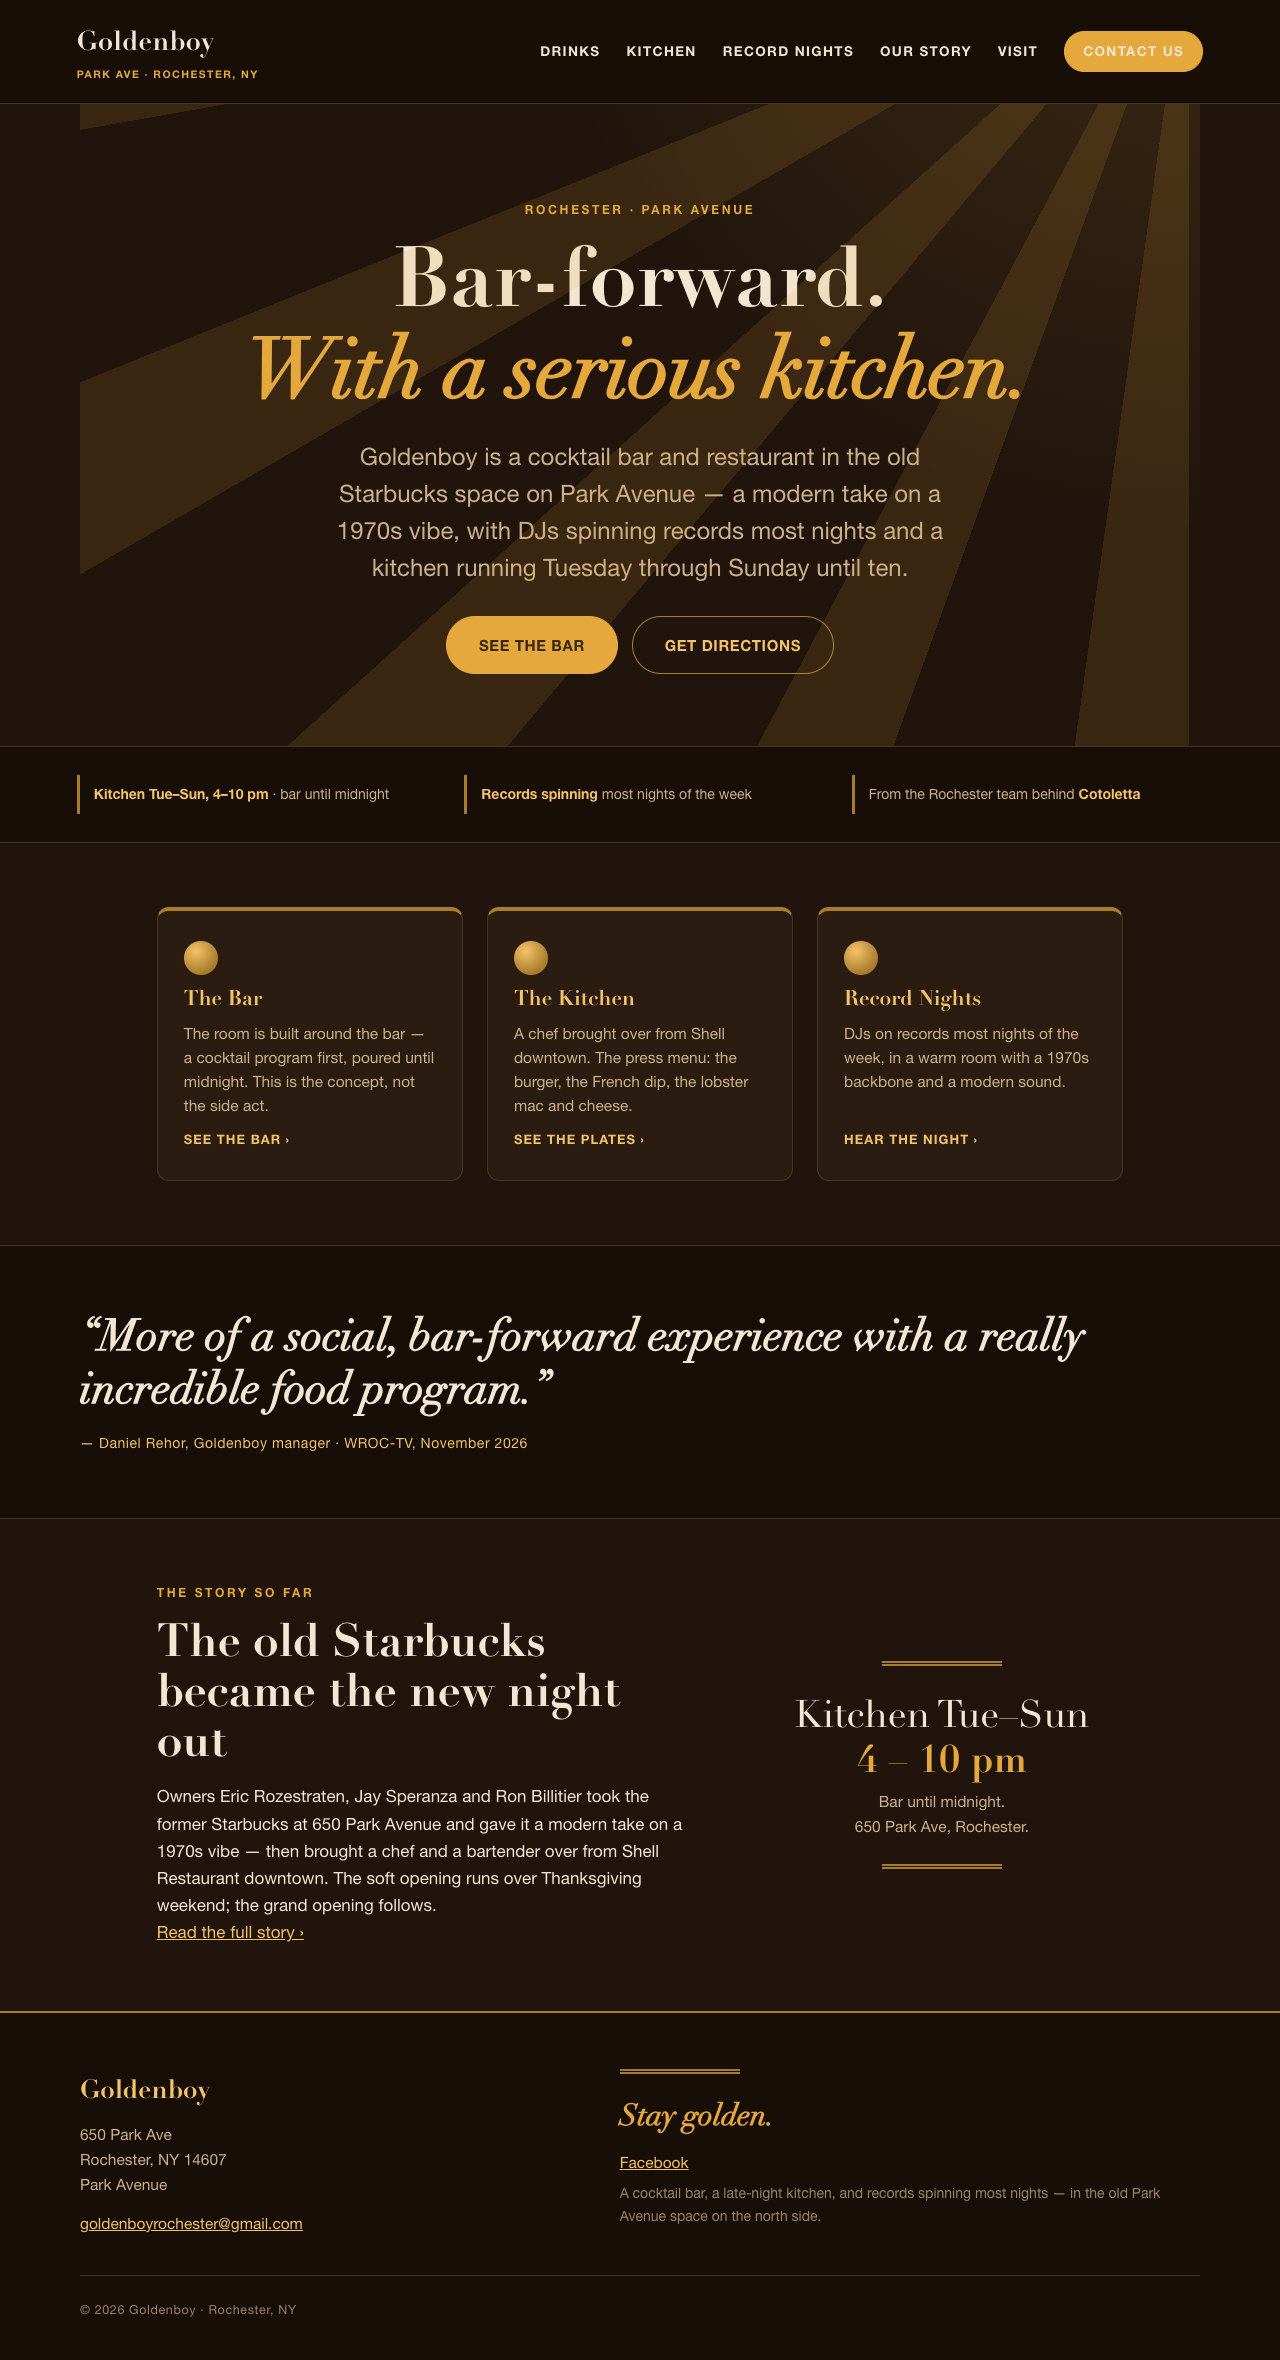 Goldenboy
PARK AVE · ROCHESTER, NY
DRINKS
KITCHEN
RECORD NIGHTS
OUR STORY
VISIT
CONTACT US
ROCHESTER · PARK AVENUE
Bar-forward.
With a serious kitchen.
Goldenboy is a cocktail bar and restaurant in the old
Starbucks space on Park Avenue — a modern take on a
1970s vibe, with DJs spinning records most nights and a
kitchen running Tuesday through Sunday until ten.
SEE THE BAR
GET DIRECTIONS
Kitchen Tue–Sun, 4–10 pm · bar until midnight
Records spinning most nights of the week
From the Rochester team behind Cotoletta
The Bar
The room is built around the bar —
a cocktail program first, poured until
midnight. This is the concept, not
the side act.
SEE THE BAR ›
The Kitchen
A chef brought over from Shell
downtown. The press menu: the
burger, the French dip, the lobster
mac and cheese.
SEE THE PLATES ›
Record Nights
DJs on records most nights of the
week, in a warm room with a 1970s
backbone and a modern sound.
HEAR THE NIGHT ›
“More of a social, bar-forward experience with a really
incredible food program.”
— Daniel Rehor, Goldenboy manager · WROC-TV, November 2026
THE STORY SO FAR
The old Starbucks
became the new night
out
Owners Eric Rozestraten, Jay Speranza and Ron Billitier took the
former Starbucks at 650 Park Avenue and gave it a modern take on a
1970s vibe — then brought a chef and a bartender over from Shell
Restaurant downtown. The soft opening runs over Thanksgiving
weekend; the grand opening follows.
Read the full story ›
Kitchen Tue–Sun
4 – 10 pm
Bar until midnight.
650 Park Ave, Rochester.
Goldenboy
650 Park Ave
Rochester, NY 14607
Park Avenue
goldenboyrochester@gmail.com
Stay golden.
Facebook
A cocktail bar, a late-night kitchen, and records spinning most nights — in the old Park
Avenue space on the north side.
© 2026 Goldenboy · Rochester, NY